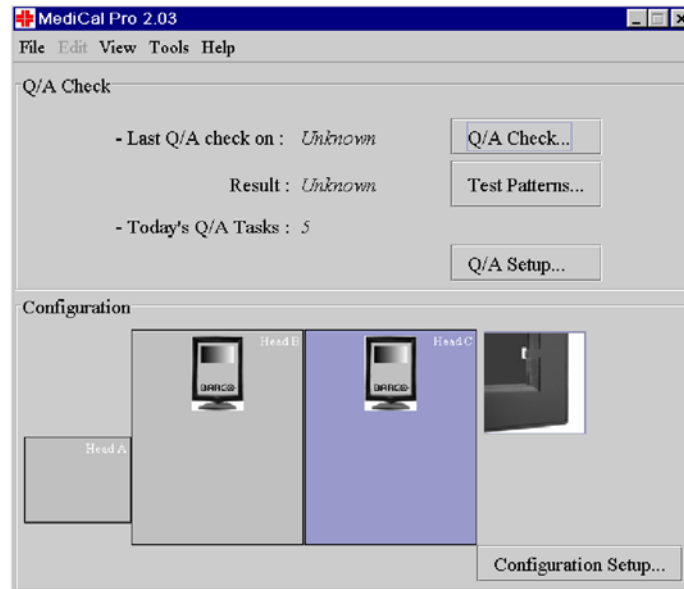 MediCal Pro 2.03
File Edit View Tools Help
Q/A Check
- Last Q/A check on : Unknown
Q/A Check...
Result : Unknown
Test Patterns...
- Today's Q/A Tasks : 5
Q/A Setup...
Configuration
Head A
Head B
BARCO
Head C
BARCO
Configuration Setup...